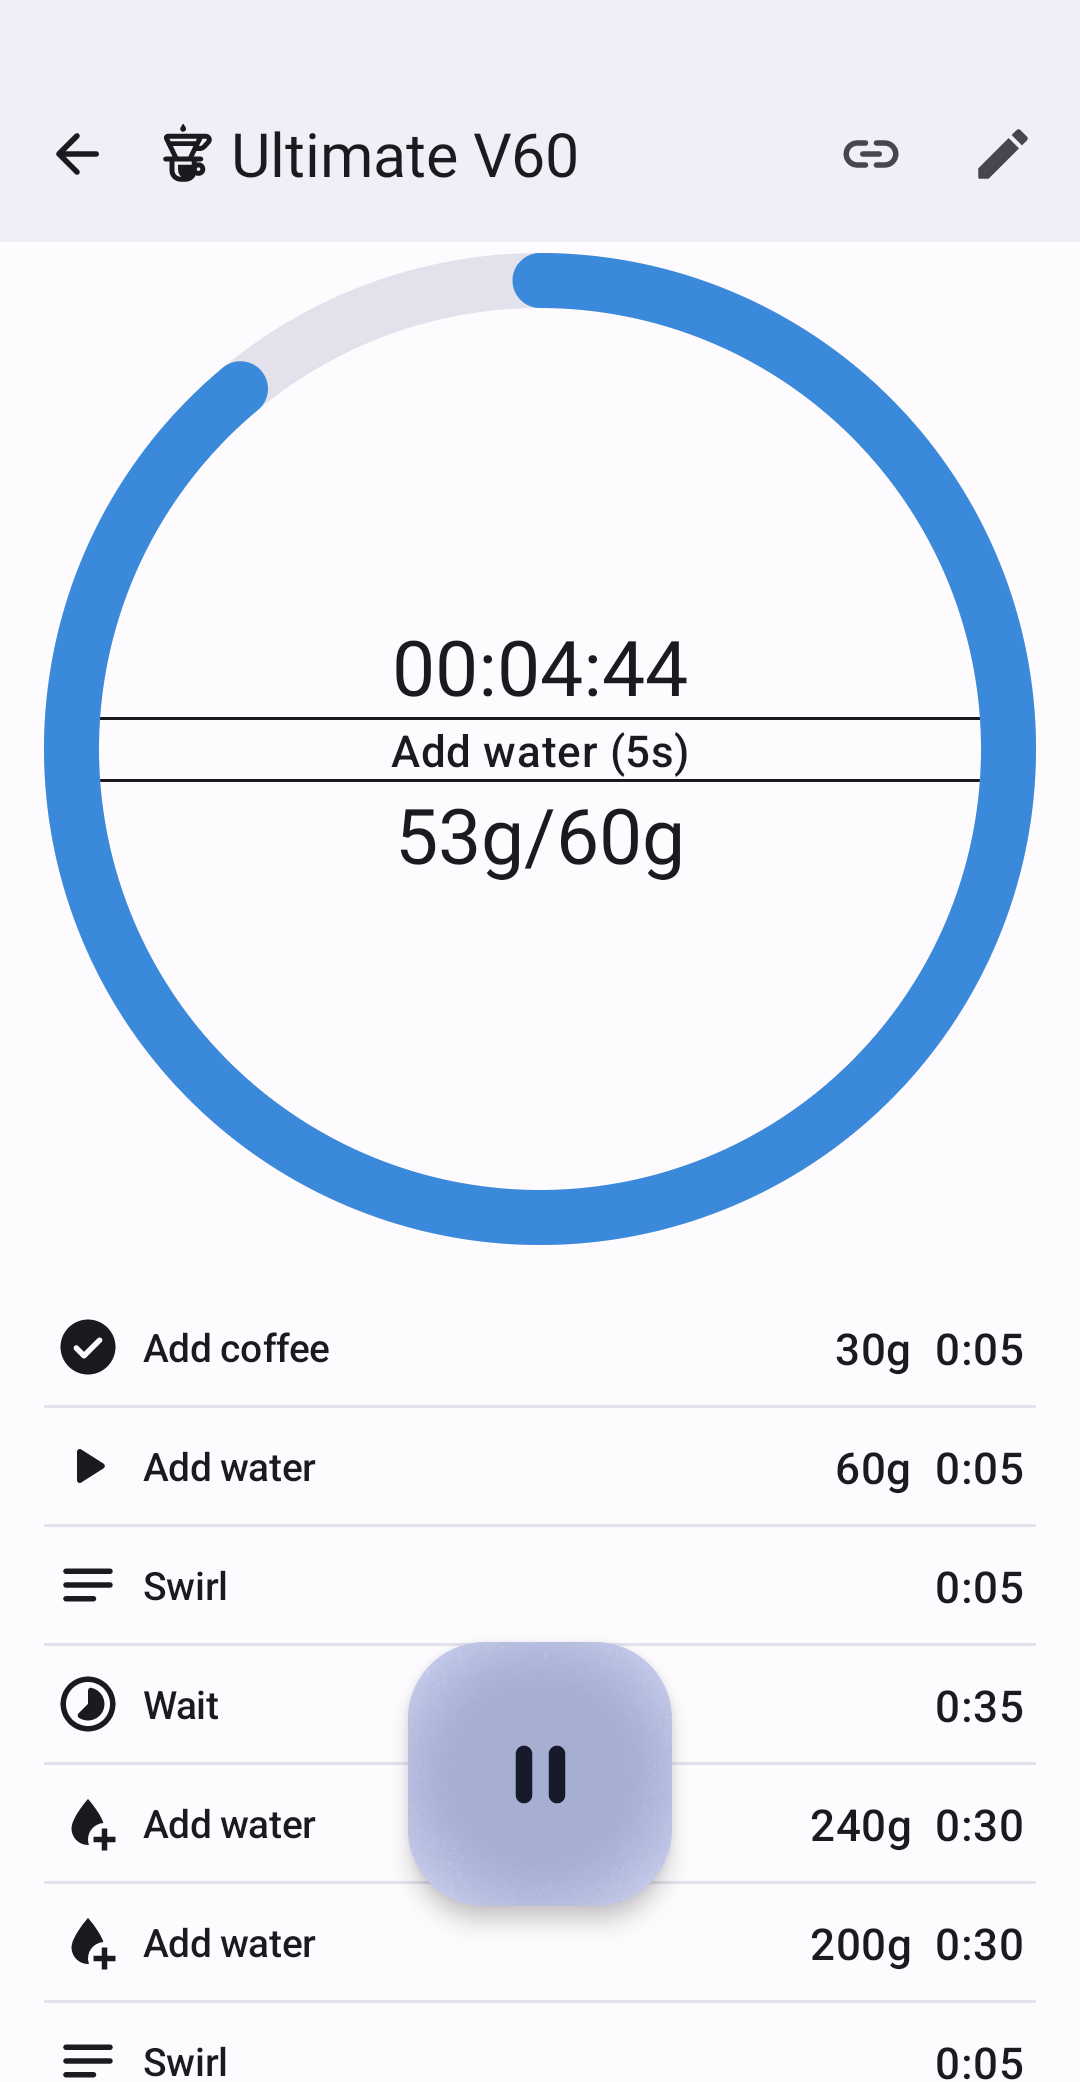 Ultimate V60
00:04:44
Add water (5s)
53g/60g
Add coffee 30g 0:05
Add water 60g 0:05
Swirl 0:05
Wait 0:35
Add water 240g 0:30
Add water 200g 0:30
Swirl 0:05